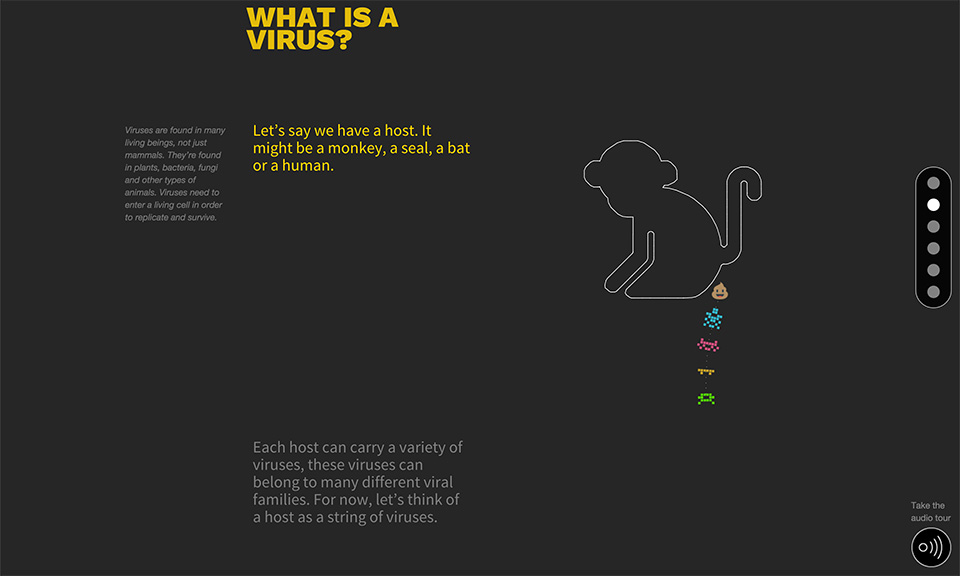 WHAT IS A
VIRUS?
Viruses are found in many
living beings, not just
mammals. They're found
in plants, bacteria, fungi
and other types of
animals. Viruses need to
enter a living cell in order
to replicate and survive.
Let's say we have a host. It
might be a monkey, a seal, a bat
or a human.
Each host can carry a variety of
viruses, these viruses can
belong to many different viral
families. For now, let's think of
a host as a string of viruses.
Take the
audio tour